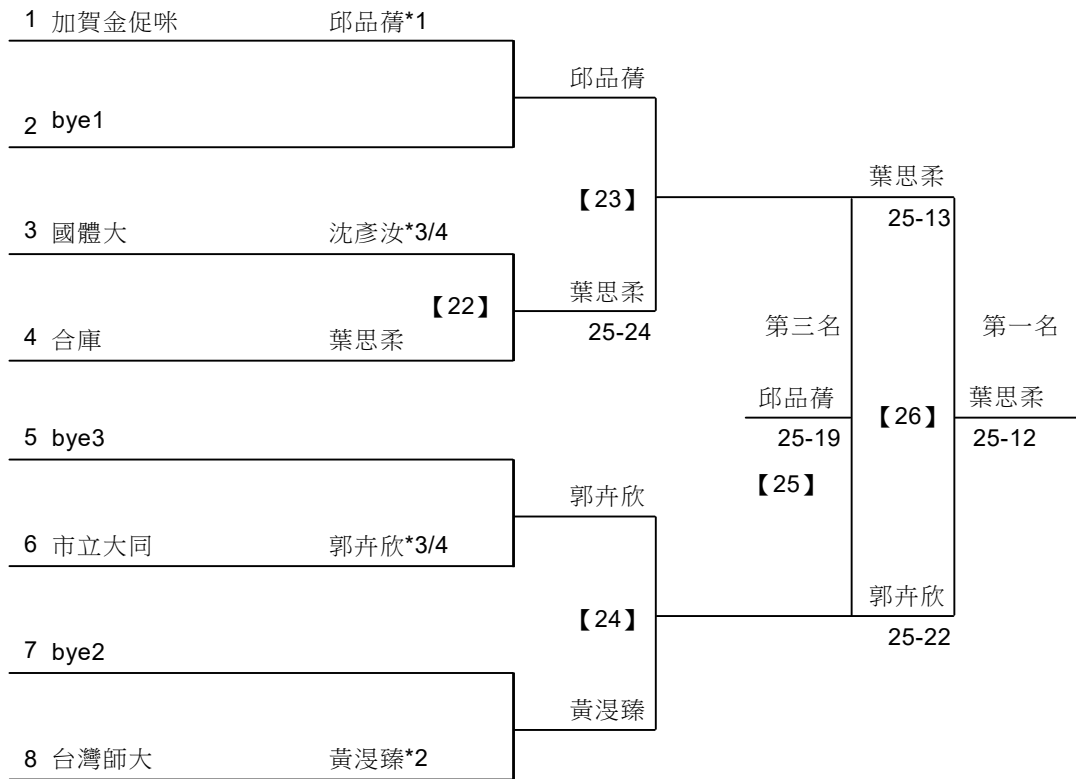 1 加賀金促咪 邱品蒨*1
邱品蒨
2 bye1
【23】
葉思柔
25-13
3 國體大 沈彥汝*3/4
【22】
葉思柔
25-24
4 合庫 葉思柔
第三名
第一名
邱品蒨
25-19
【25】
【26】
葉思柔
25-12
5 bye3
郭卉欣
6 市立大同 郭卉欣*3/4
【24】
郭卉欣
25-22
7 bye2
黃湜臻
8 台灣師大 黃湜臻*2